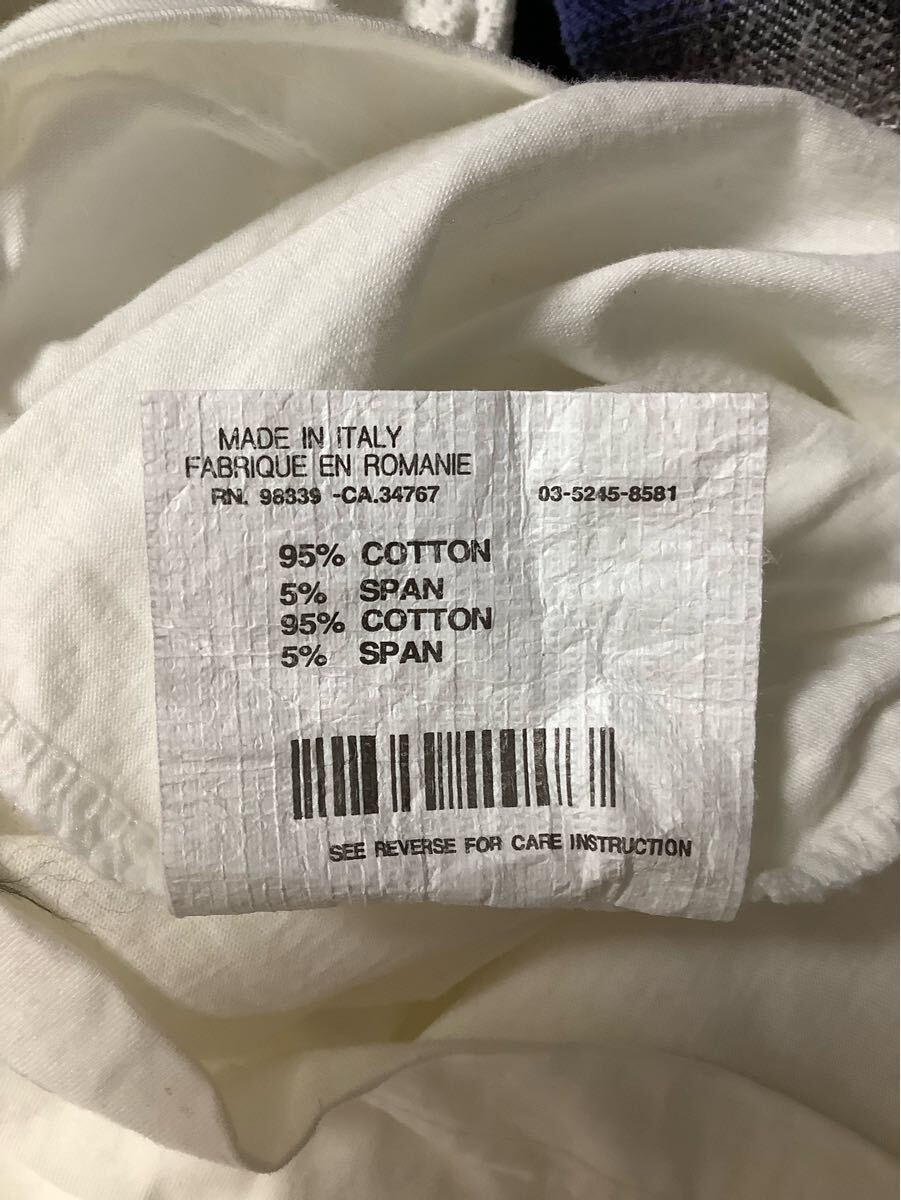 MADE IN ITALY
FABRIQUE EN ROMANIE
RN. 98339 -CA.34767 03-5245-8581
95% COTTON
5% SPAN
95% COTTON
5% SPAN
SEE REVERSE FOR CARE INSTRUCTION